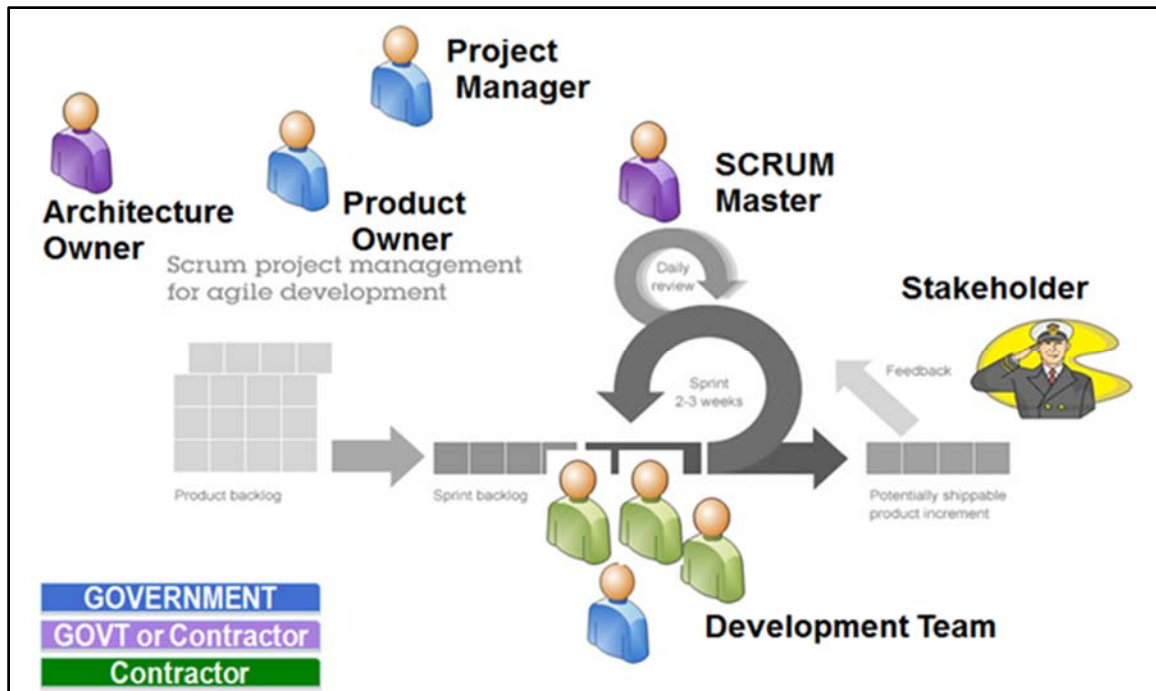 Project
Manager
Architecture
Owner
Product
Owner
SCRUM
Master
Scrum project management
for agile development
Daily
review
Stakeholder
Sprint
2-3 weeks
Feedback
Product backlog
Sprint backlog
Potentially shippable
product increment
Development Team
GOVERNMENT
GOVT or Contractor
Contractor